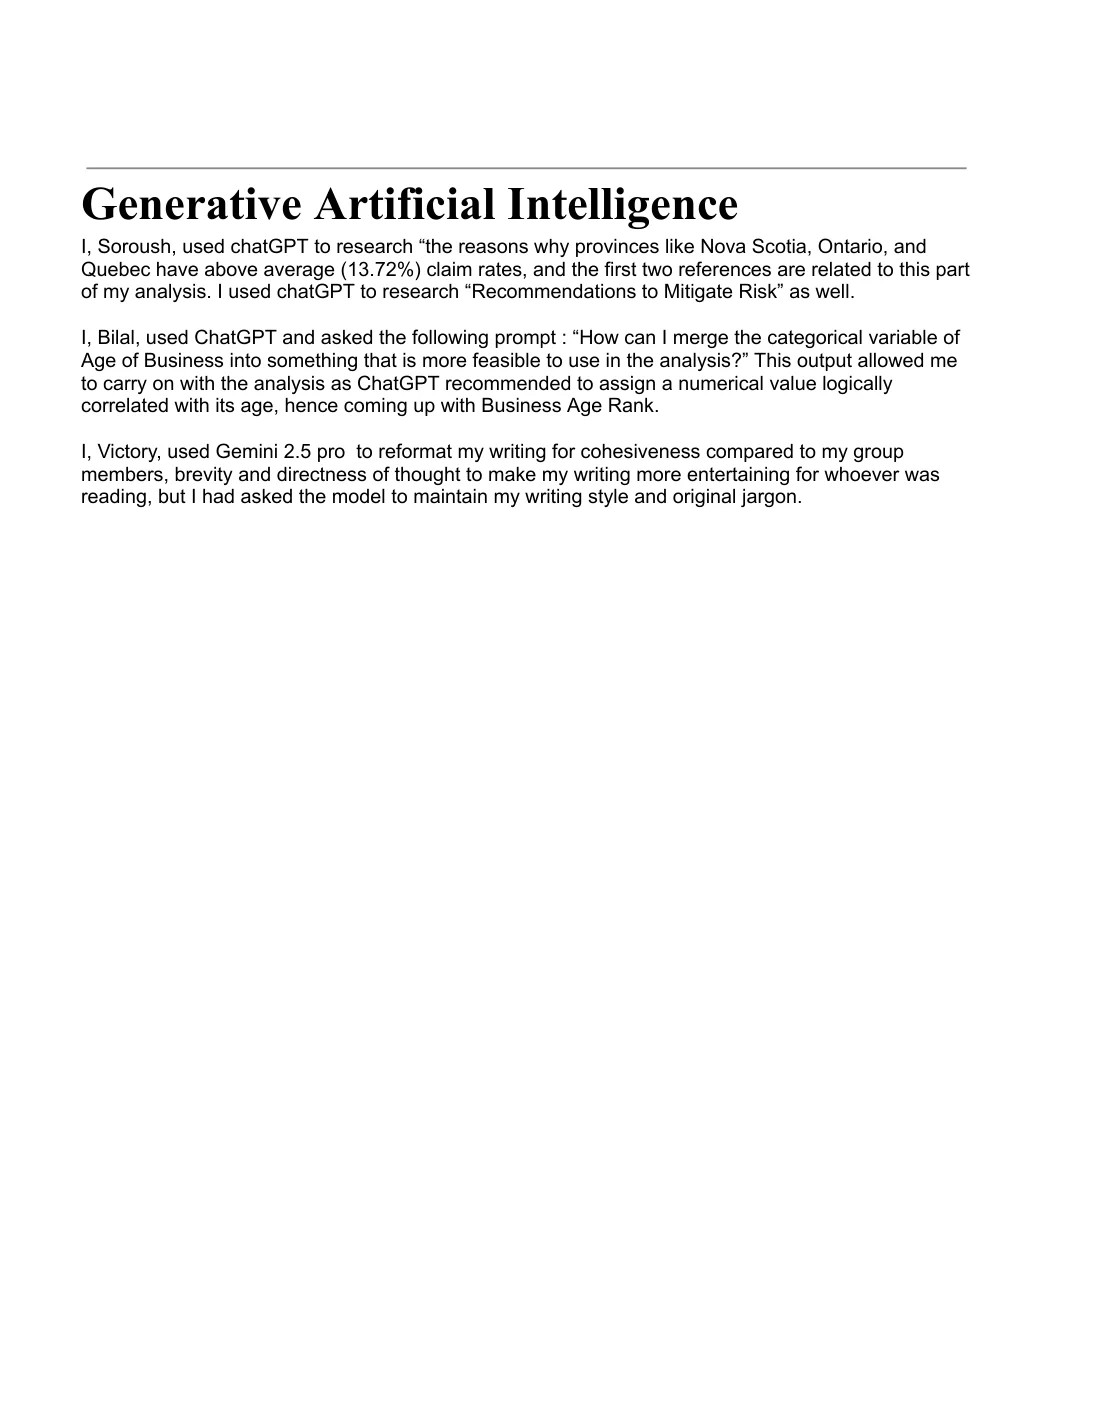 Generative Artificial Intelligence
I, Soroush, used chatGPT to research “the reasons why provinces like Nova Scotia, Ontario, and
Quebec have above average (13.72%) claim rates, and the first two references are related to this part
of my analysis. I used chatGPT to research “Recommendations to Mitigate Risk” as well.
I, Bilal, used ChatGPT and asked the following prompt : “How can I merge the categorical variable of
Age of Business into something that is more feasible to use in the analysis?” This output allowed me
to carry on with the analysis as ChatGPT recommended to assign a numerical value logically
correlated with its age, hence coming up with Business Age Rank.
I, Victory, used Gemini 2.5 pro  to reformat my writing for cohesiveness compared to my group
members, brevity and directness of thought to make my writing more entertaining for whoever was
reading, but I had asked the model to maintain my writing style and original jargon.